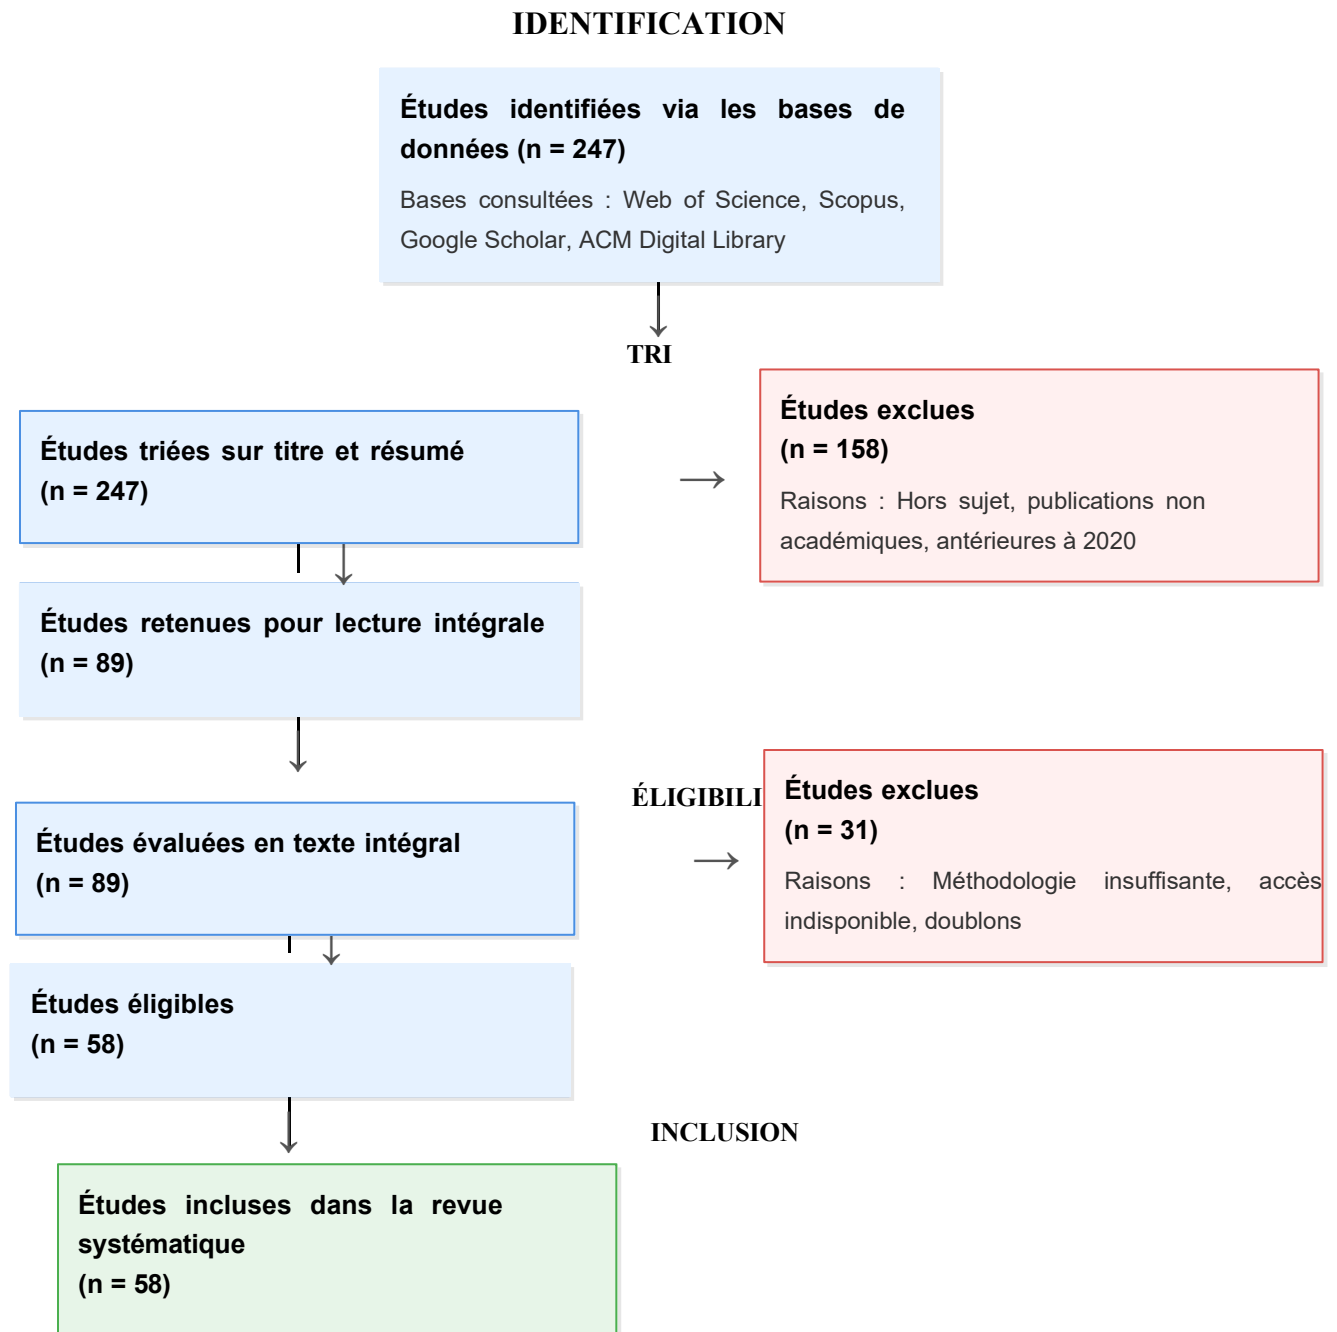 IDENTIFICATION
Études identifiées via les bases de
données (n = 247)
Bases consultées : Web of Science, Scopus,
Google Scholar, ACM Digital Library
TRI
Études triées sur titre et résumé
(n = 247)
Études exclues
(n = 158)
Raisons : Hors sujet, publications non
académiques, antérieures à 2020
Études retenues pour lecture intégrale
(n = 89)
ÉLIGIBILI
Études évaluées en texte intégral
(n = 89)
Études exclues
(n = 31)
Raisons : Méthodologie insuffisante, accès
indisponible, doublons
Études éligibles
(n = 58)
INCLUSION
Études incluses dans la revue
systématique
(n = 58)